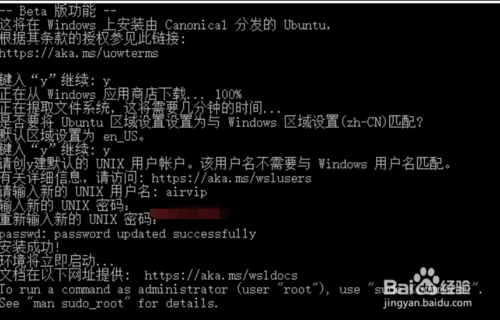 -- Beta 版功能 --
这将在 Windows 上安装由 Canonical 分发的 Ubuntu,
根据其条款的授权参见此链接:
https://aka.ms/uowterms
键入“y”继续: y
正在从 Windows 应用商店下载... 100%
正在提取文件系统，这将需要几分钟的时间...
是否要将 Ubuntu 区域设置设置为与 Windows 区域设置(zh-CN)匹配?
默认区域设置为 en_US。
键入“y”继续: y
请创y建默认的 UNIX 用户帐户。该用户名不需要与 Windows 用户名匹配。
有关详细信息，请访问: https://aka.ms/wslusers
请输入新的 UNIX 用户名: airvip
输入新的 UNIX 密码:
重新输入新的 UNIX 密码:
passwd: password updated successfully
安装成功!
环境将立即启动...
文档在以下网址提供: https://aka.ms/wsldocs
To run a command as administrator (user "root"), use
See "man sudo_root" for details.
Baidu 经验
jingyan.baidu.com